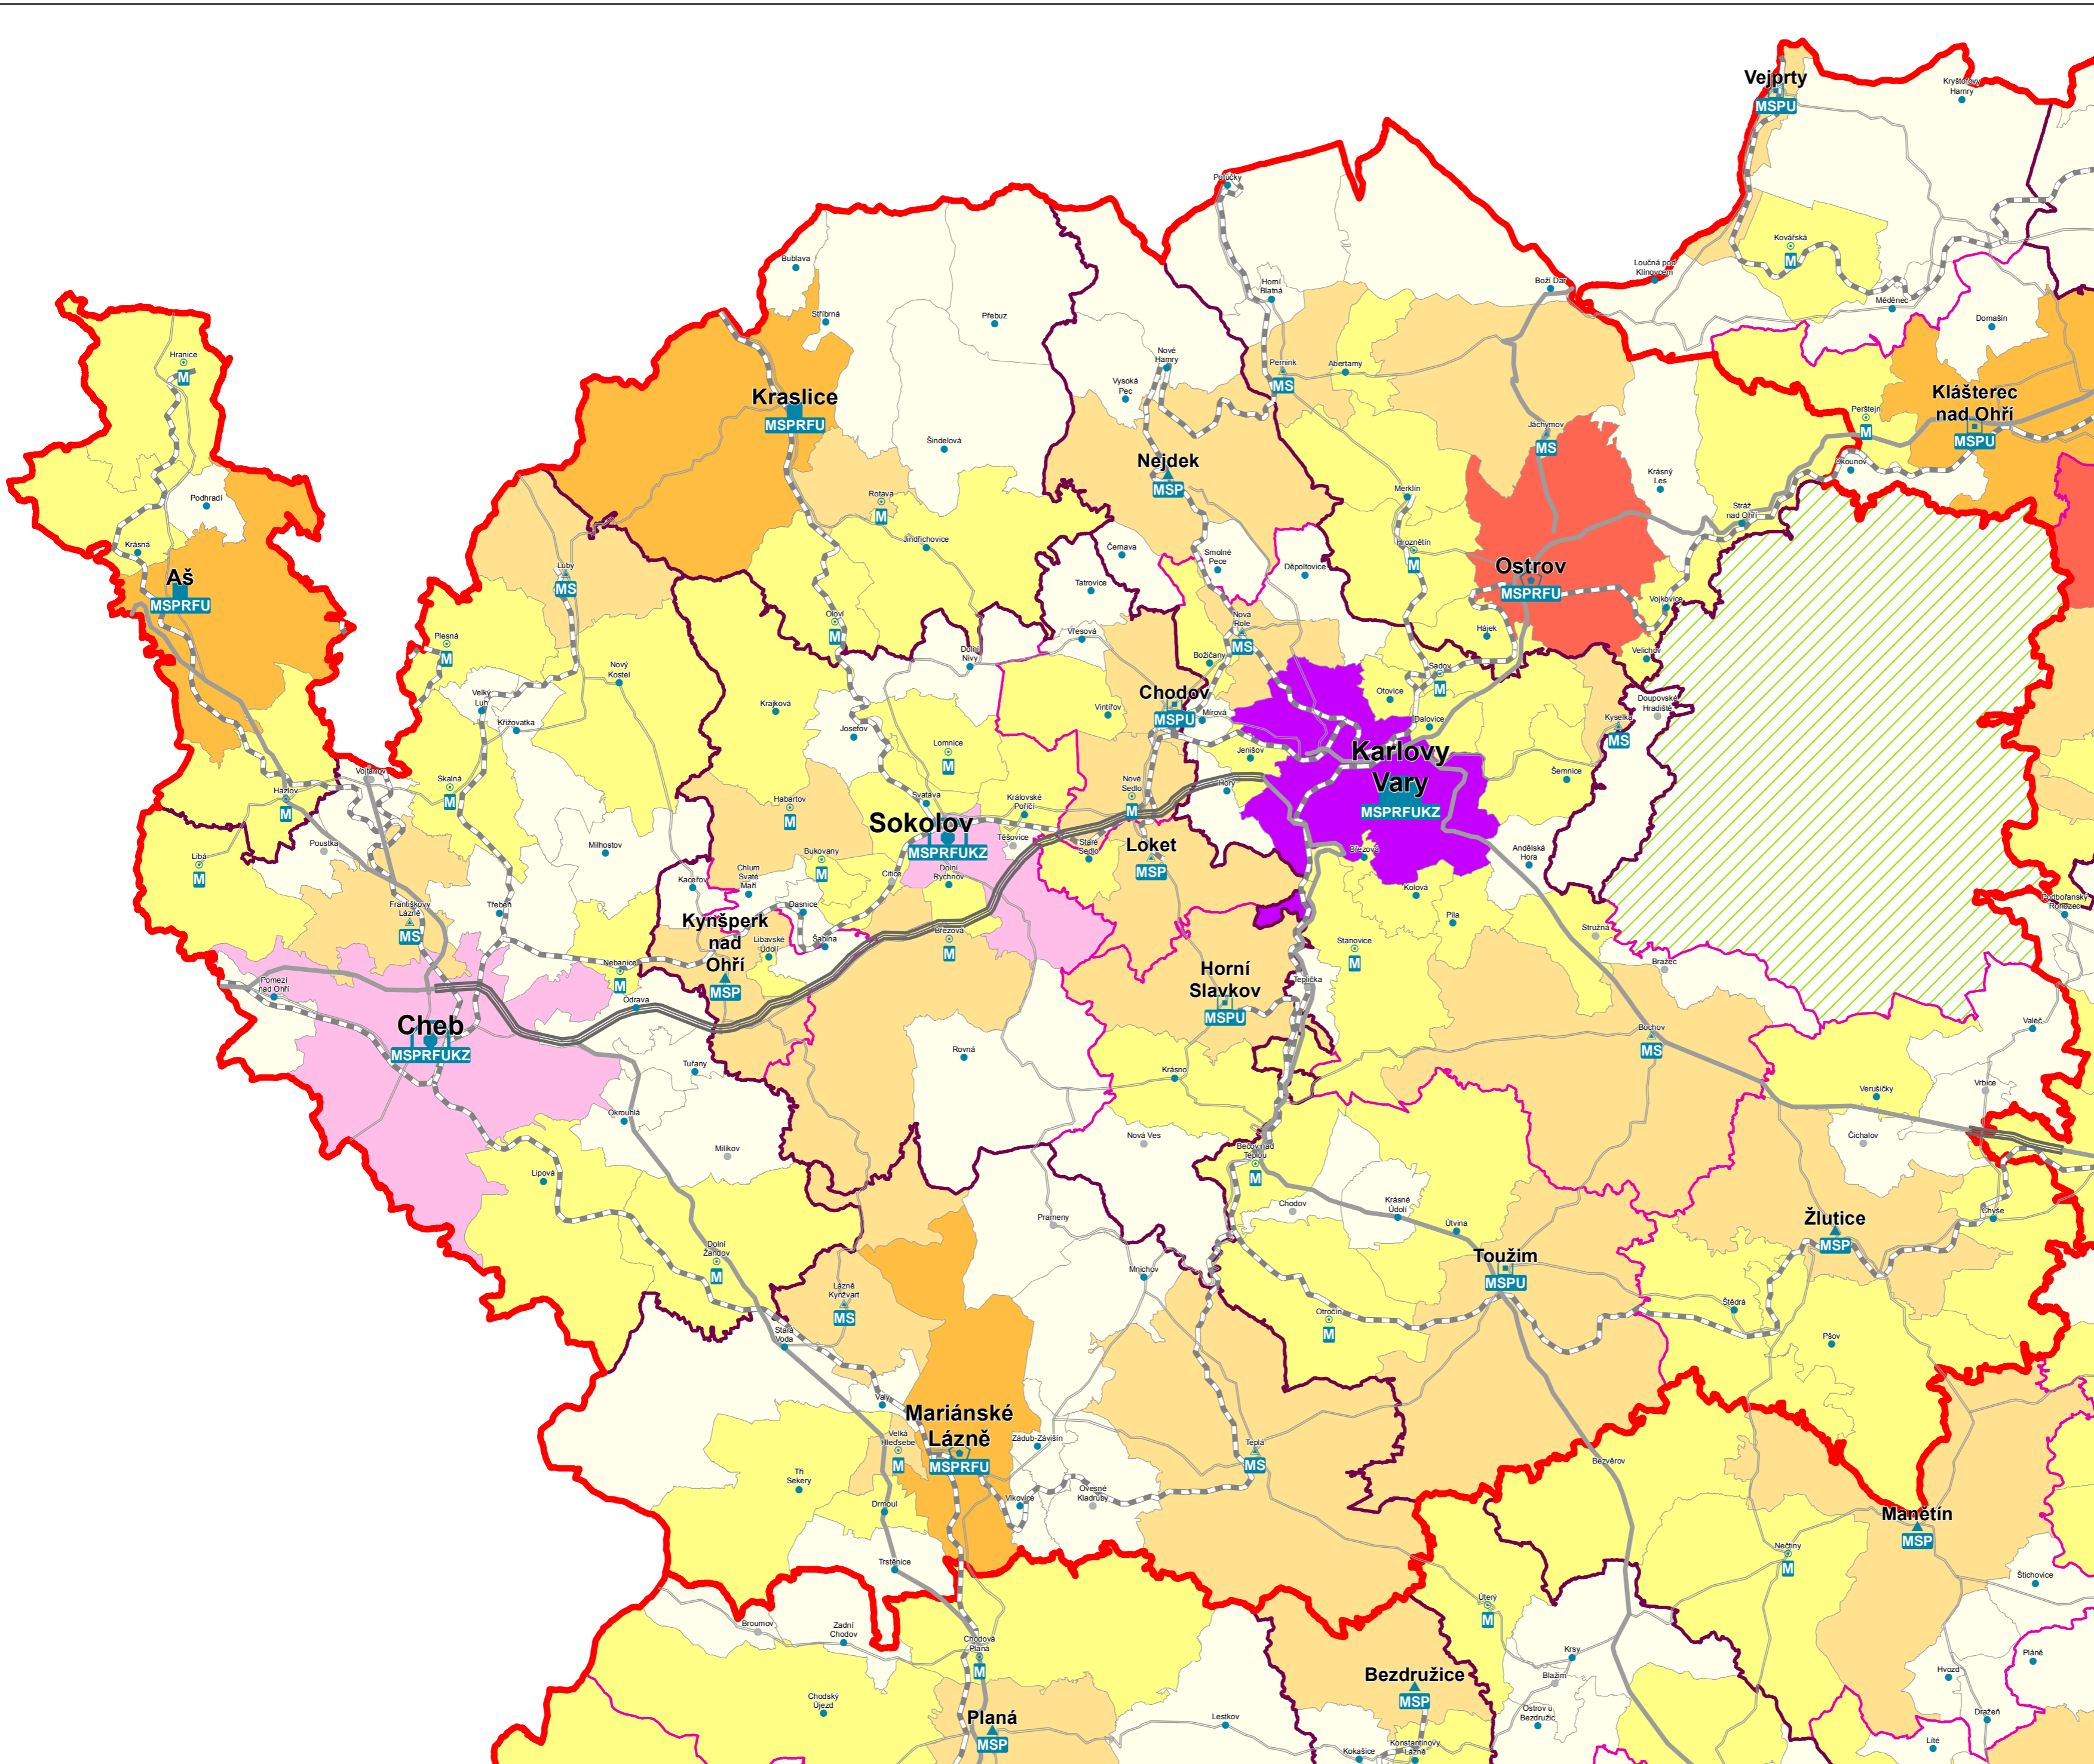 Vejprty
MSPU
Kryštofovy
Hamry
Potůčky
Kovářská
M
Loučná pod
Klínovcem
Boží Dar
Měděnec
Domašín
Bublava
Stříbrná
Přebuz
Horní
Blatná
Hranice
M
Nové
Hamry
Vysoká
Pec
Pernink
MS
Abertamy
Kraslice
MSPRFU
Klášterec
nad Ohří
MSPU
Perštejn
M
Šindelová
Jáchymov
MS
Nejdek
MSP
Krásný
Les
Okounov
Podhradí
Rotava
M
Merklín
Stráž
nad Ohří
Jindřichovice
Krásná
Černava
Smolné
Pece
Hroznětín
M
Děpoltovice
Aš
MSPRFU
Luby
MS
Tatrovice
Ostrov
MSPRFU
Vojkovice
Oloví
M
Nová
Role
MS
Hájek
Plesná
M
Vřesová
Dolní
Nivy
Božičany
Velichov
Nový
Kostel
Sadov
M
Velký
Luh
Křižovatka
Krajková
Chodov
MSPU
Mírová
Otovice
Doupovské
Hradiště
Vintířov
Josefov
Dalovice
Kyselka
MS
Lomnice
M
Jenišov
Karlovy
Vary
MSPRFUKZ
Vojtanov
Skalná
M
Hazlov
M
Nové
Sedlo
M
Hory
Šemnice
Habartov
M
Svatava
Královské
Poříčí
Sokolov
MSPRFUKZ
Těšovice
Staré
Sedlo
Loket
MSP
Poustka
Milhostov
Libá
M
Bukovany
M
Březová
Andělská
Hora
Chlum
Svaté
Maří
Citice
Dolní
Rychnov
Kaceřov
Kolová
Františkovy
Lázně
MS
Třebeň
Dasnice
Pila
Podbořanský
Rohozec
Kynšperk
nad
Ohří
MSP
Libavské
Údolí
Šabina
Březová
M
Stanovice
M
Stružná
Bražec
Nebanice
M
Horní
Slavkov
MSPU
Teplička
Pomezí
nad Ohří
Odrava
Cheb
MSPRFUKZ
Valeč
Bochov
MS
Rovná
Tuřany
Krásno
Verušičky
Vrbice
Okrouhlá
Milíkov
Nová Ves
Bečov nad
Teplou
M
Čichalov
Lipová
Chodov
Krásné
Údolí
Prameny
Útvina
Žlutice
MSP
Chyše
Dolní
Žandov
M
Mnichov
Toužim
MSPU
Lázně
Kynžvart
MS
Otročín
M
Štědrá
Stará
Voda
Pšov
Valy
Mariánské
Lázně
MSPRFU
Velká
Hleďsebe
M
Zádub-Závišín
Teplá
MS
Bezvěrov
Tři
Sekery
Drmoul
Vlkovice
Ovesné
Kladruby
Manětín
MSP
Trstěnice
Nečtiny
M
Štichovice
Úterý
M
Broumov
Zadní
Chodov
Chodová
Planá
M
Krsy
Pláně
Blažim
Hvozd
Bezdružice
MSP
Chodský
Újezd
Planá
MSP
Lestkov
Ostrov u
Bezdružic
Dražeň
Líté
Kokašice
Konstantinovy
Lázně